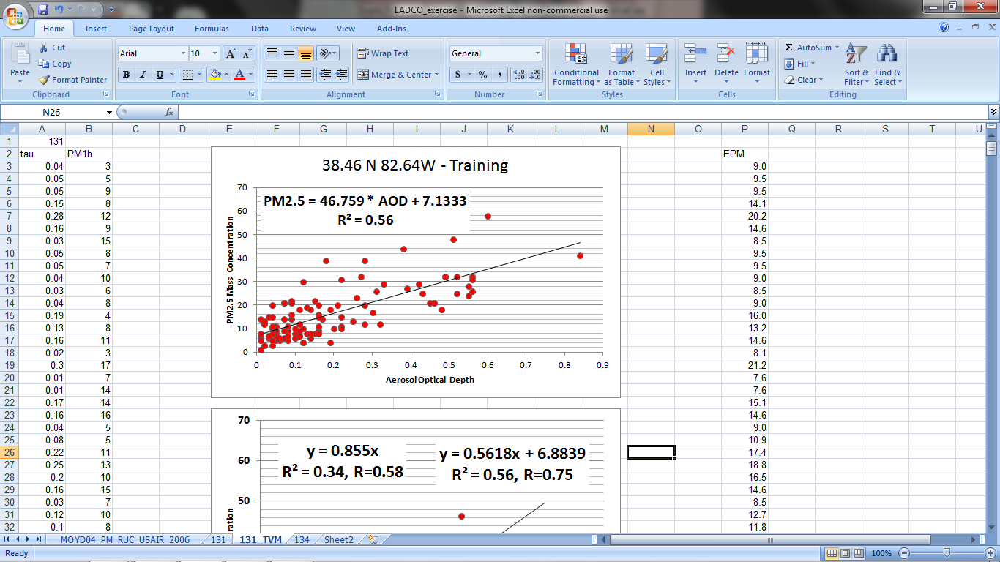 LADCO_exercise - Microsoft Excel non-commercial use
Home Insert Page Layout Formulas Data Review View Add-Ins
Paste Cut Copy Format Painter
Arial 10
B I U
Wrap Text
Merge & Center
General
$ % ,
Conditional Formatting Format as Table Cell Styles
Insert Delete Format
AutoSum Fill Clear
Sort & Filter Find & Select
Clipboard Font Alignment Number Styles Cells Editing
N26 fx
A B C D E F G H I J K L M N O P Q R S T U
1 131
2 tau PM1h EPM
3 0.04 3 9.0
4 0.05 5 9.5
5 0.05 9 9.5
6 0.15 8 14.1
7 0.28 12 20.2
8 0.16 9 14.6
9 0.03 15 8.5
10 0.05 8 9.5
11 0.05 7 9.5
12 0.04 10 9.0
13 0.03 6 8.5
14 0.04 8 9.0
15 0.19 4 16.0
16 0.13 8 13.2
17 0.16 11 14.6
18 0.02 3 8.1
19 0.3 17 21.2
20 0.01 7 7.6
21 0.01 14 7.6
22 0.17 14 15.1
23 0.16 16 14.6
24 0.04 5 9.0
25 0.08 5 10.9
26 0.22 11 17.4
27 0.25 13 18.8
28 0.2 10 16.5
29 0.16 15 14.6
30 0.03 7 8.5
31 0.12 10 12.7
32 0.1 8 11.8
38.46 N 82.64W - Training
PM2.5 = 46.759 * AOD + 7.1333
R² = 0.56
PM2.5 Mass Concentration
70
60
50
40
30
20
10
0
0 0.1 0.2 0.3 0.4 0.5 0.6 0.7 0.8 0.9
Aerosol Optical Depth
70
60
50
y = 0.855x
R² = 0.34, R=0.58
y = 0.5618x + 6.8839
R² = 0.56, R=0.75
ration
MOYD04_PM_RUC_USAIR_2006 131 131_TVM 134 Sheet2
Ready 100%